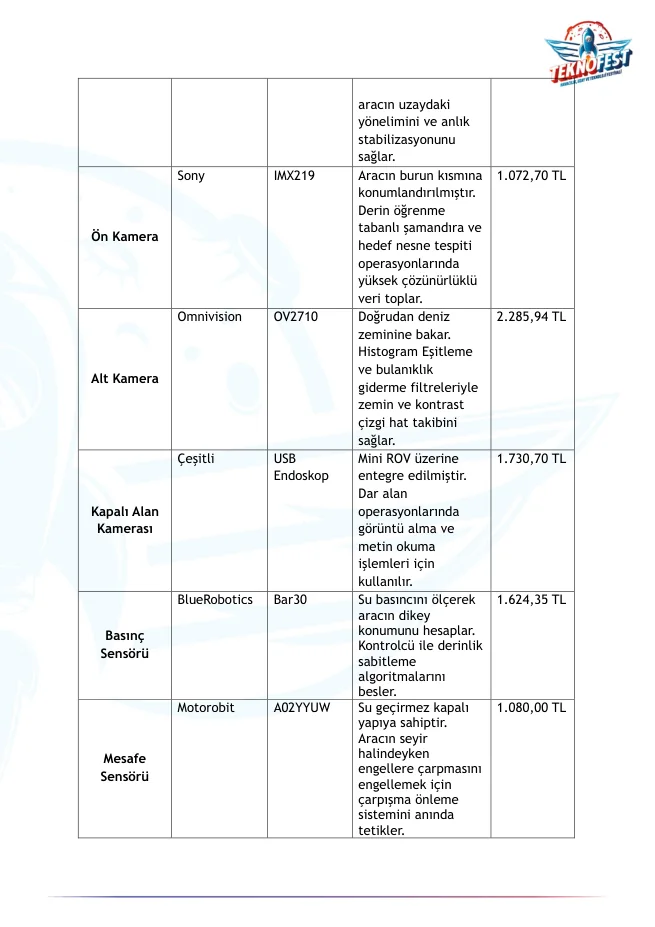 TEKNOFEST
HAVACILIK, UZAY VE TEKNOLOJİ FESTİVALİ
aracın uzaydaki
yönelimini ve anlık
stabilizasyonunu
sağlar.
Ön Kamera
Sony
IMX219
Aracın burun kısmına
konumlandırılmıştır.
Derin öğrenme
tabanlı şamandıra ve
hedef nesne tespiti
operasyonlarında
yüksek çözünürlüklü
veri toplar.
1.072,70 TL
Alt Kamera
Omnivision
OV2710
Doğrudan deniz
zeminine bakar.
Histogram Eşitleme
ve bulanıklık
giderme filtreleriyle
zemin ve kontrast
çizgi hat takibini
sağlar.
2.285,94 TL
Kapalı Alan
Kamerası
Çeşitli
USB
Endoskop
Mini ROV üzerine
entegre edilmiştir.
Dar alan
operasyonlarında
görüntü alma ve
metin okuma
işlemleri için
kullanılır.
1.730,70 TL
Basınç
Sensörü
BlueRobotics
Bar30
Su basıncını ölçerek
aracın dikey
konumunu hesaplar.
Kontrolcü ile derinlik
sabitleme
algoritmalarını
besler.
1.624,35 TL
Mesafe
Sensörü
Motorobit
A02YYUW
Su geçirmez kapalı
yapıya sahiptir.
Aracın seyir
halindeyken
engellere çarpmasını
engellemek için
çarpışma önleme
sistemini anında
tetikler.
1.080,00 TL